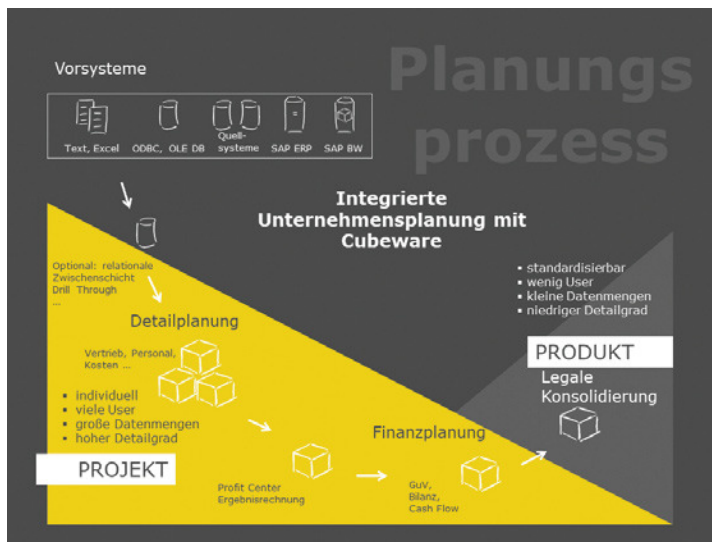 Planungs
prozess
Vorsysteme
Text, Excel
ODBC, OLE DB
Quell-
systeme
SAP ERP
SAP BW
Integrierte
Unternehmensplanung mit
Cubeware
Optional: relationale
Zwischenschicht
Drill Through
...
▪ standardisierbar
▪ wenig User
▪ kleine Datenmengen
▪ niedriger Detailgrad
Detailplanung
PRODUKT
Vertrieb, Personal,
Kosten ...
Legale
Konsolidierung
▪ individuell
▪ viele User
▪ große Datenmengen
▪ hoher Detailgrad
Finanzplanung
PROJEKT
Profit Center
Ergebnisrechnung
GuV,
Bilanz,
Cash Flow